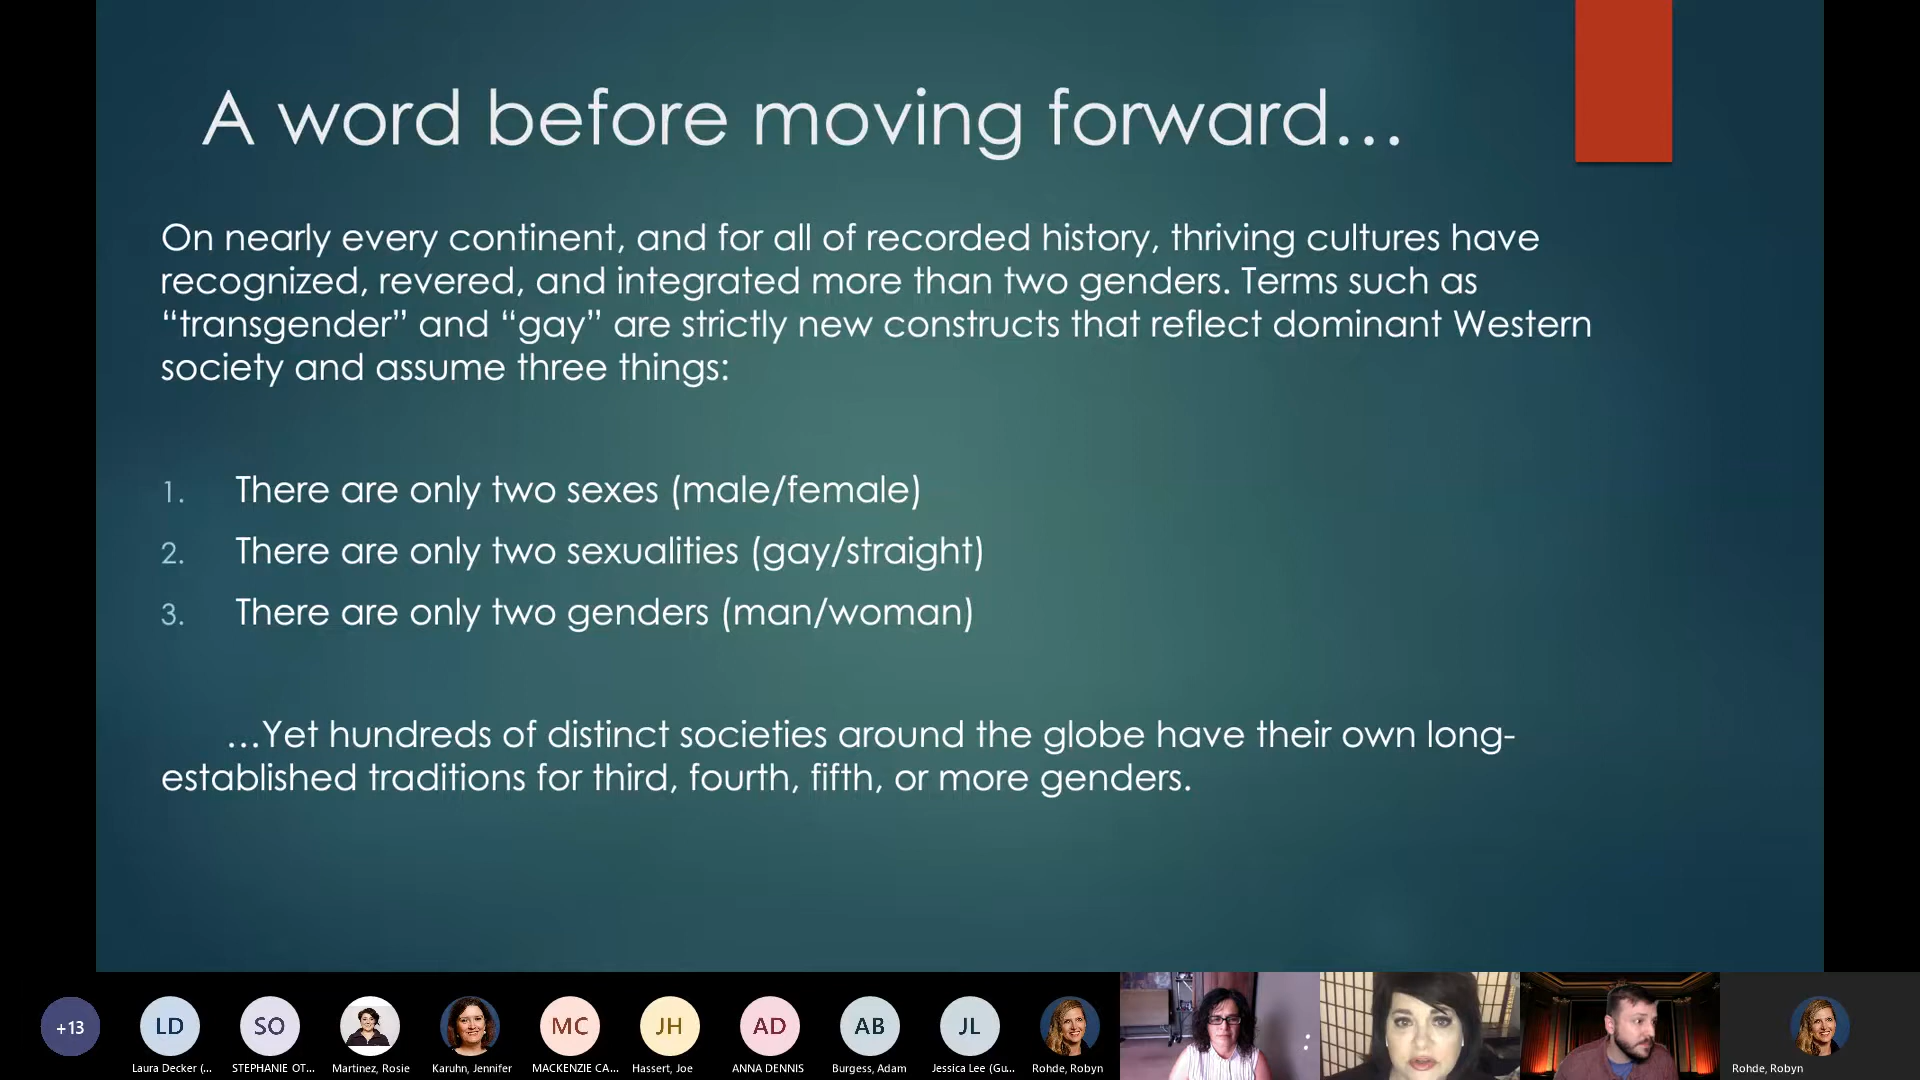 A word before moving forward…
On nearly every continent, and for all of recorded history, thriving cultures have
recognized, revered, and integrated more than two genders. Terms such as
“transgender” and “gay” are strictly new constructs that reflect dominant Western
society and assume three things:
1. There are only two sexes (male/female)
2. There are only two sexualities (gay/straight)
3. There are only two genders (man/woman)
…Yet hundreds of distinct societies around the globe have their own long-
established traditions for third, fourth, fifth, or more genders.
+13
LD
SO
MC
JH
AD
AB
JL
Laura Decker (...
STEPHANIE OT...
Martinez, Rosie
Karuhn, Jennifer
MACKENZIE CA...
Hassert, Joe
ANNA DENNIS
Burgess, Adam
Jessica Lee (Gu...
Rohde, Robyn
Rohde, Robyn